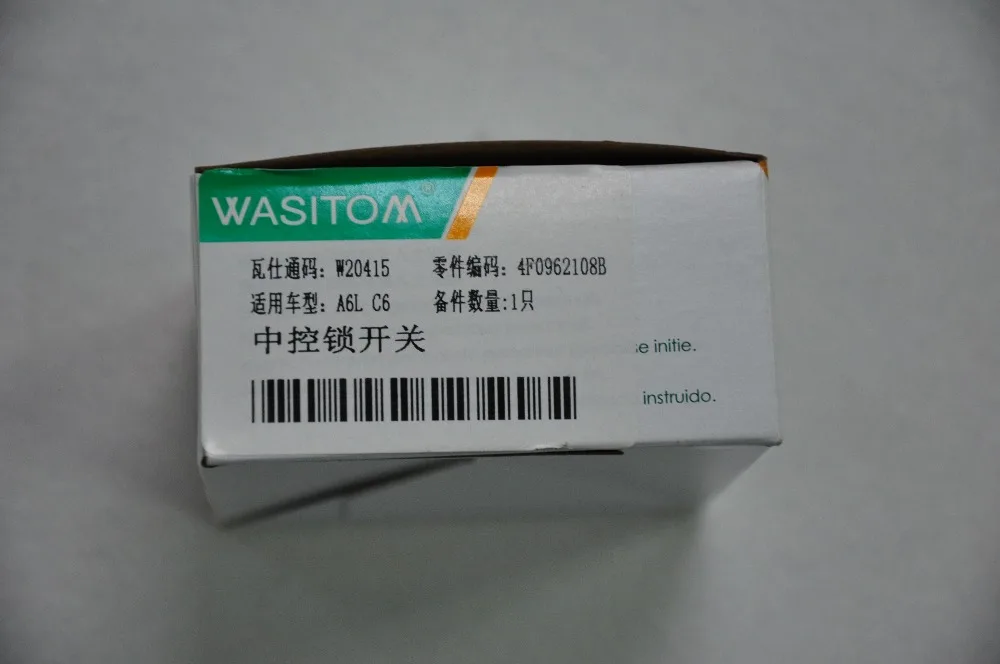 WASITOM®
瓦仕通码: W20415 零件编码: 4F0962108B
适用车型: A6L C6 备件数量:1只
中控锁开关
e initie.
instruido.